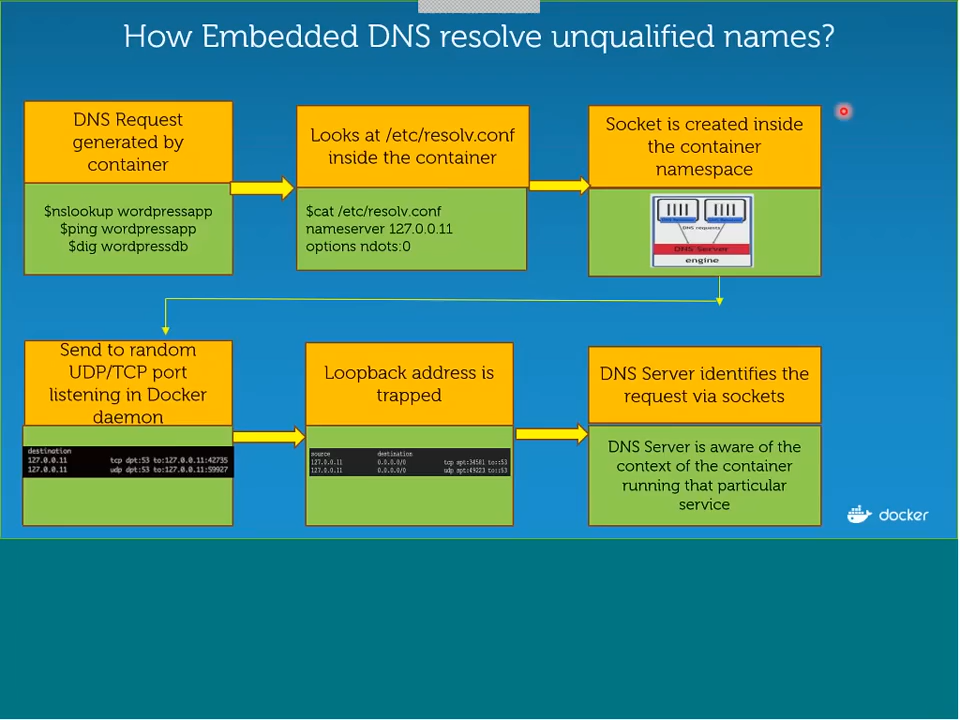 How Embedded DNS resolve unqualified names?
DNS Request
generated by
container
$nslookup wordpressapp
$ping wordpressapp
$dig wordpressdb
Looks at /etc/resolv.conf
inside the container
$cat /etc/resolv.conf
nameserver 127.0.0.11
options ndots:0
Socket is created inside
the container
namespace
DNS requests
DNS Server
engine
Send to random
UDP/TCP port
listening in Docker
daemon
destination
127.0.0.11 tcp dpt:53 to:127.0.0.11:42735
127.0.0.11 udp dpt:53 to:127.0.0.11:59927
Loopback address is
trapped
source destination
127.0.0.11 0.0.0.0/0 tcp spt:34581 to::53
127.0.0.11 0.0.0.0/0 udp spt:49223 to::53
DNS Server identifies the
request via sockets
DNS Server is aware of the
context of the container
running that particular
service
docker